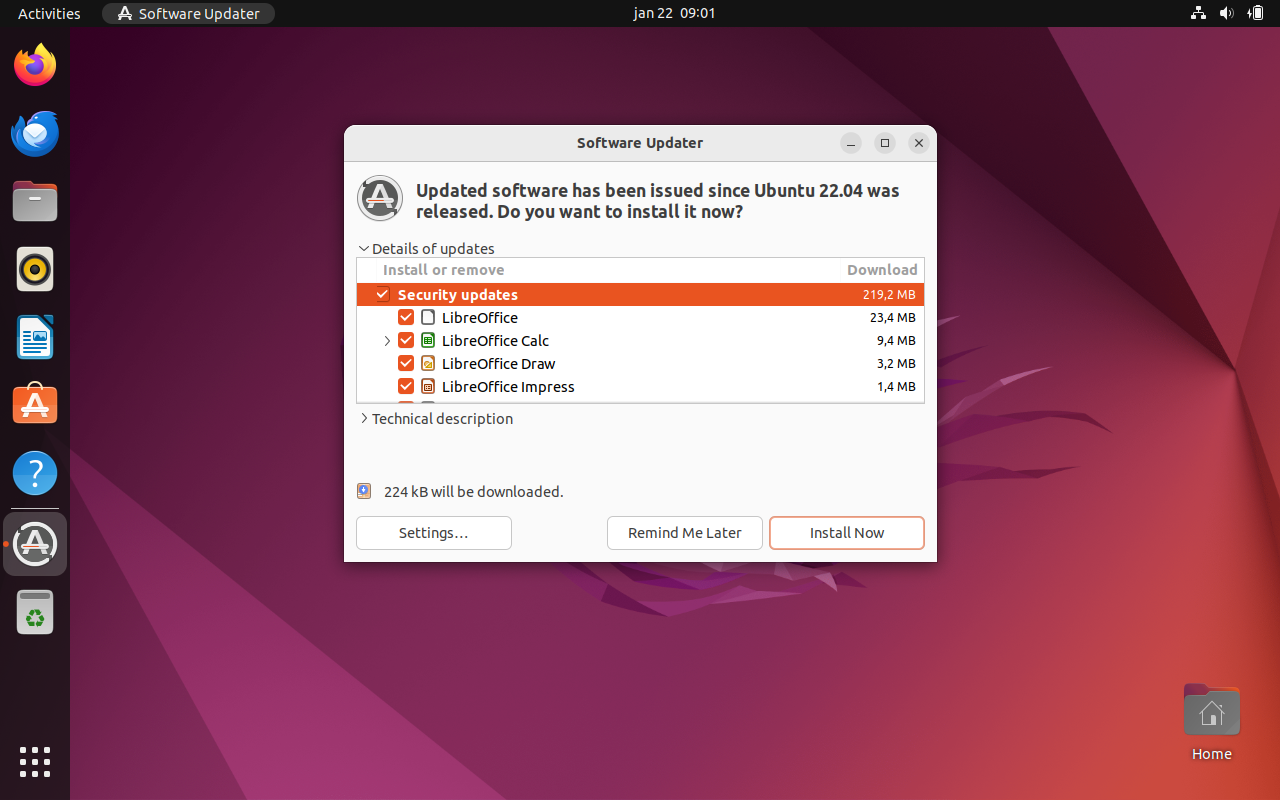 Activities
Software Updater
jan 22 09:01
Software Updater
Updated software has been issued since Ubuntu 22.04 was
released. Do you want to install it now?
Details of updates
Install or remove Download
Security updates 219,2 MB
LibreOffice 23,4 MB
LibreOffice Calc 9,4 MB
LibreOffice Draw 3,2 MB
LibreOffice Impress 1,4 MB
Technical description
224 kB will be downloaded.
Settings…
Remind Me Later
Install Now
Home